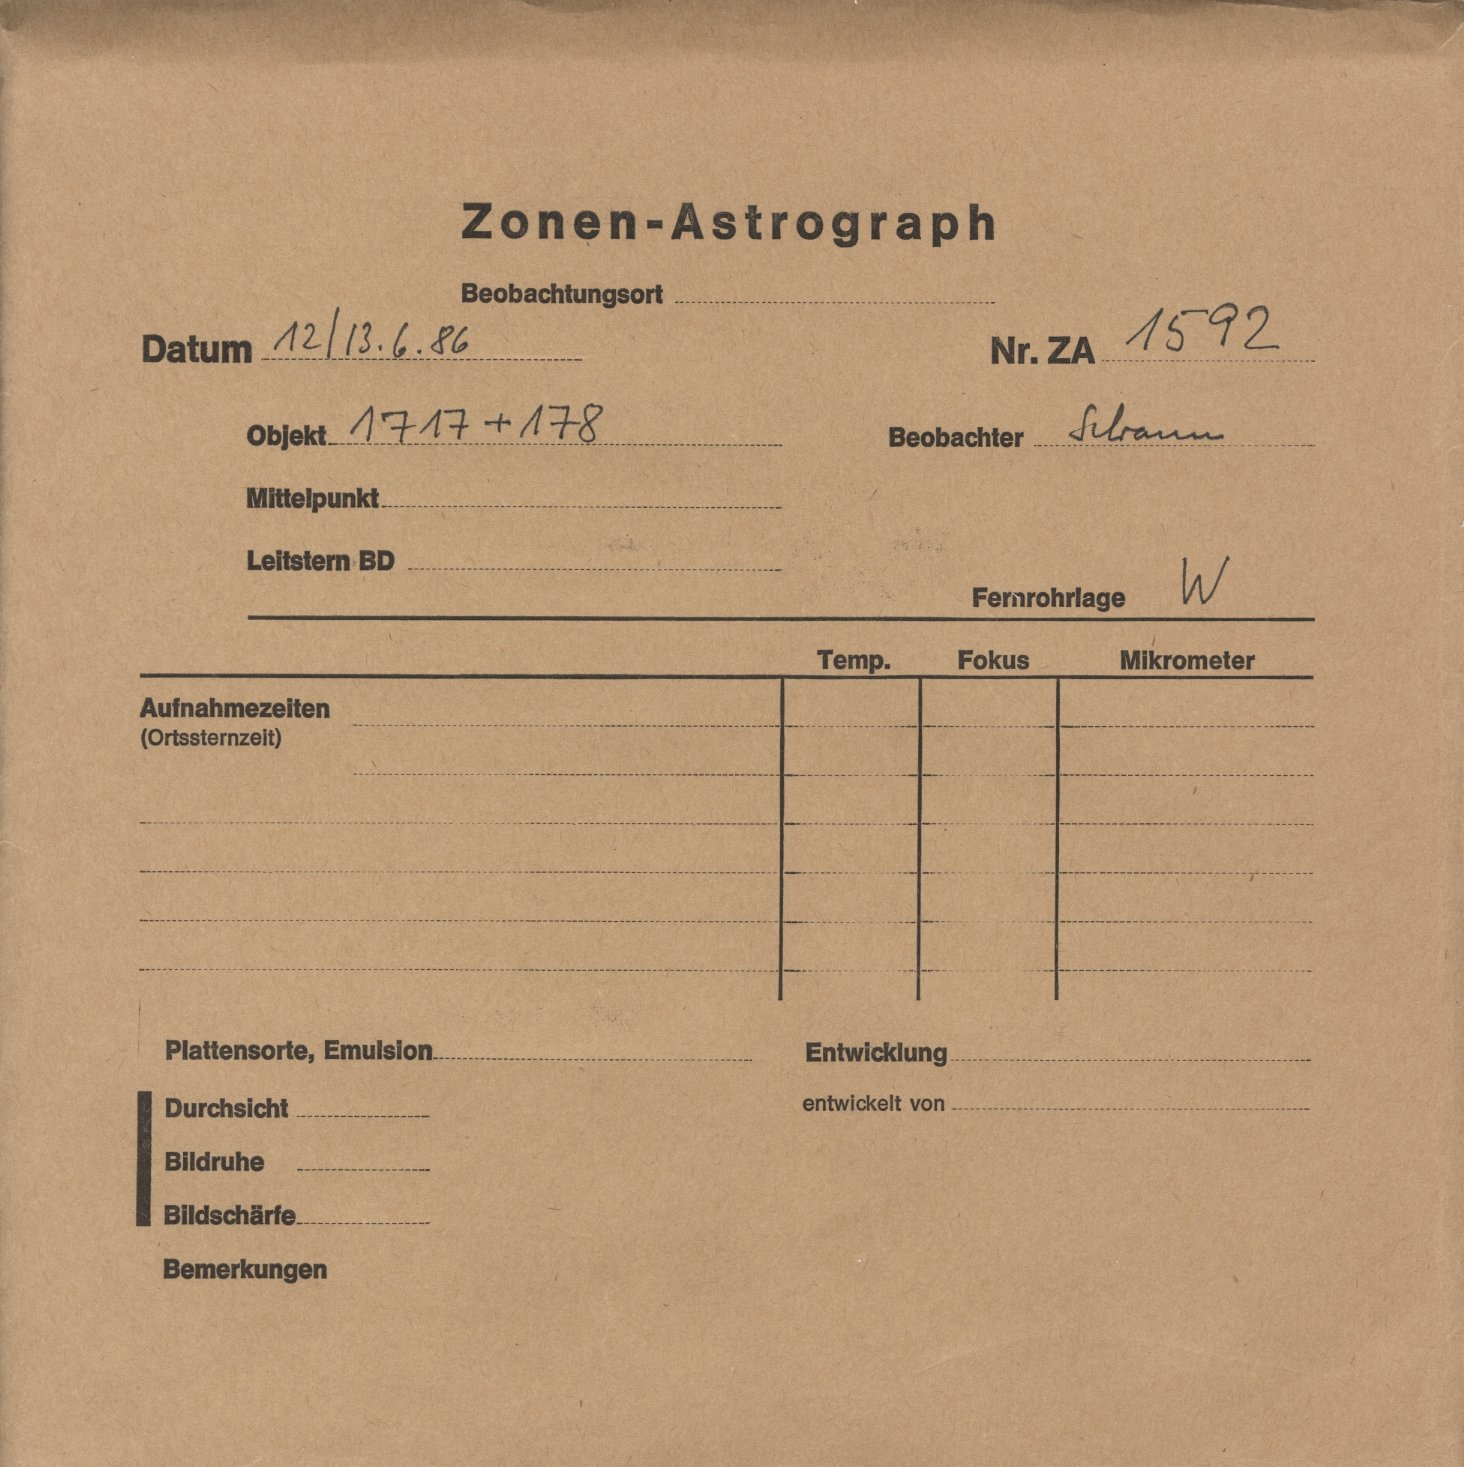 Zonen-Astrograph
Beobachtungsort
Datum 12/13.6.86
Nr. ZA 1592
Objekt 1717+178
Beobachter Schramm
Mittelpunkt
Leitstern BD
Fernrohrlage W
Temp. Fokus Mikrometer
Aufnahmezeiten
(Ortssternzeit)
Plattensorte, Emulsion
Entwicklung
Durchsicht
entwickelt von
Bildruhe
Bildschärfe
Bemerkungen